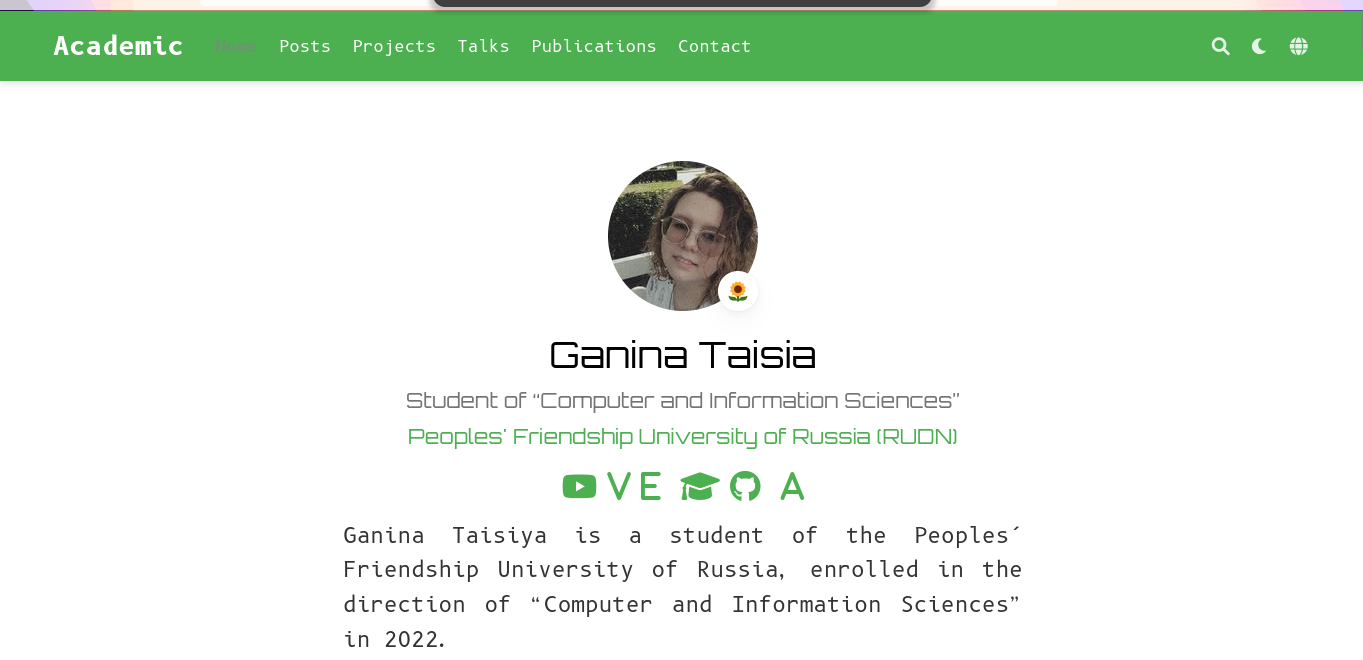 Academic Home Posts Projects Talks Publications Contact
Ganina Taisia
Student of “Computer and Information Sciences”
Peoples' Friendship University of Russia (RUDN)
V E A
Ganina Taisiya is a student of the Peoples´
Friendship University of Russia, enrolled in the
direction of “Computer and Information Sciences”
in 2022.